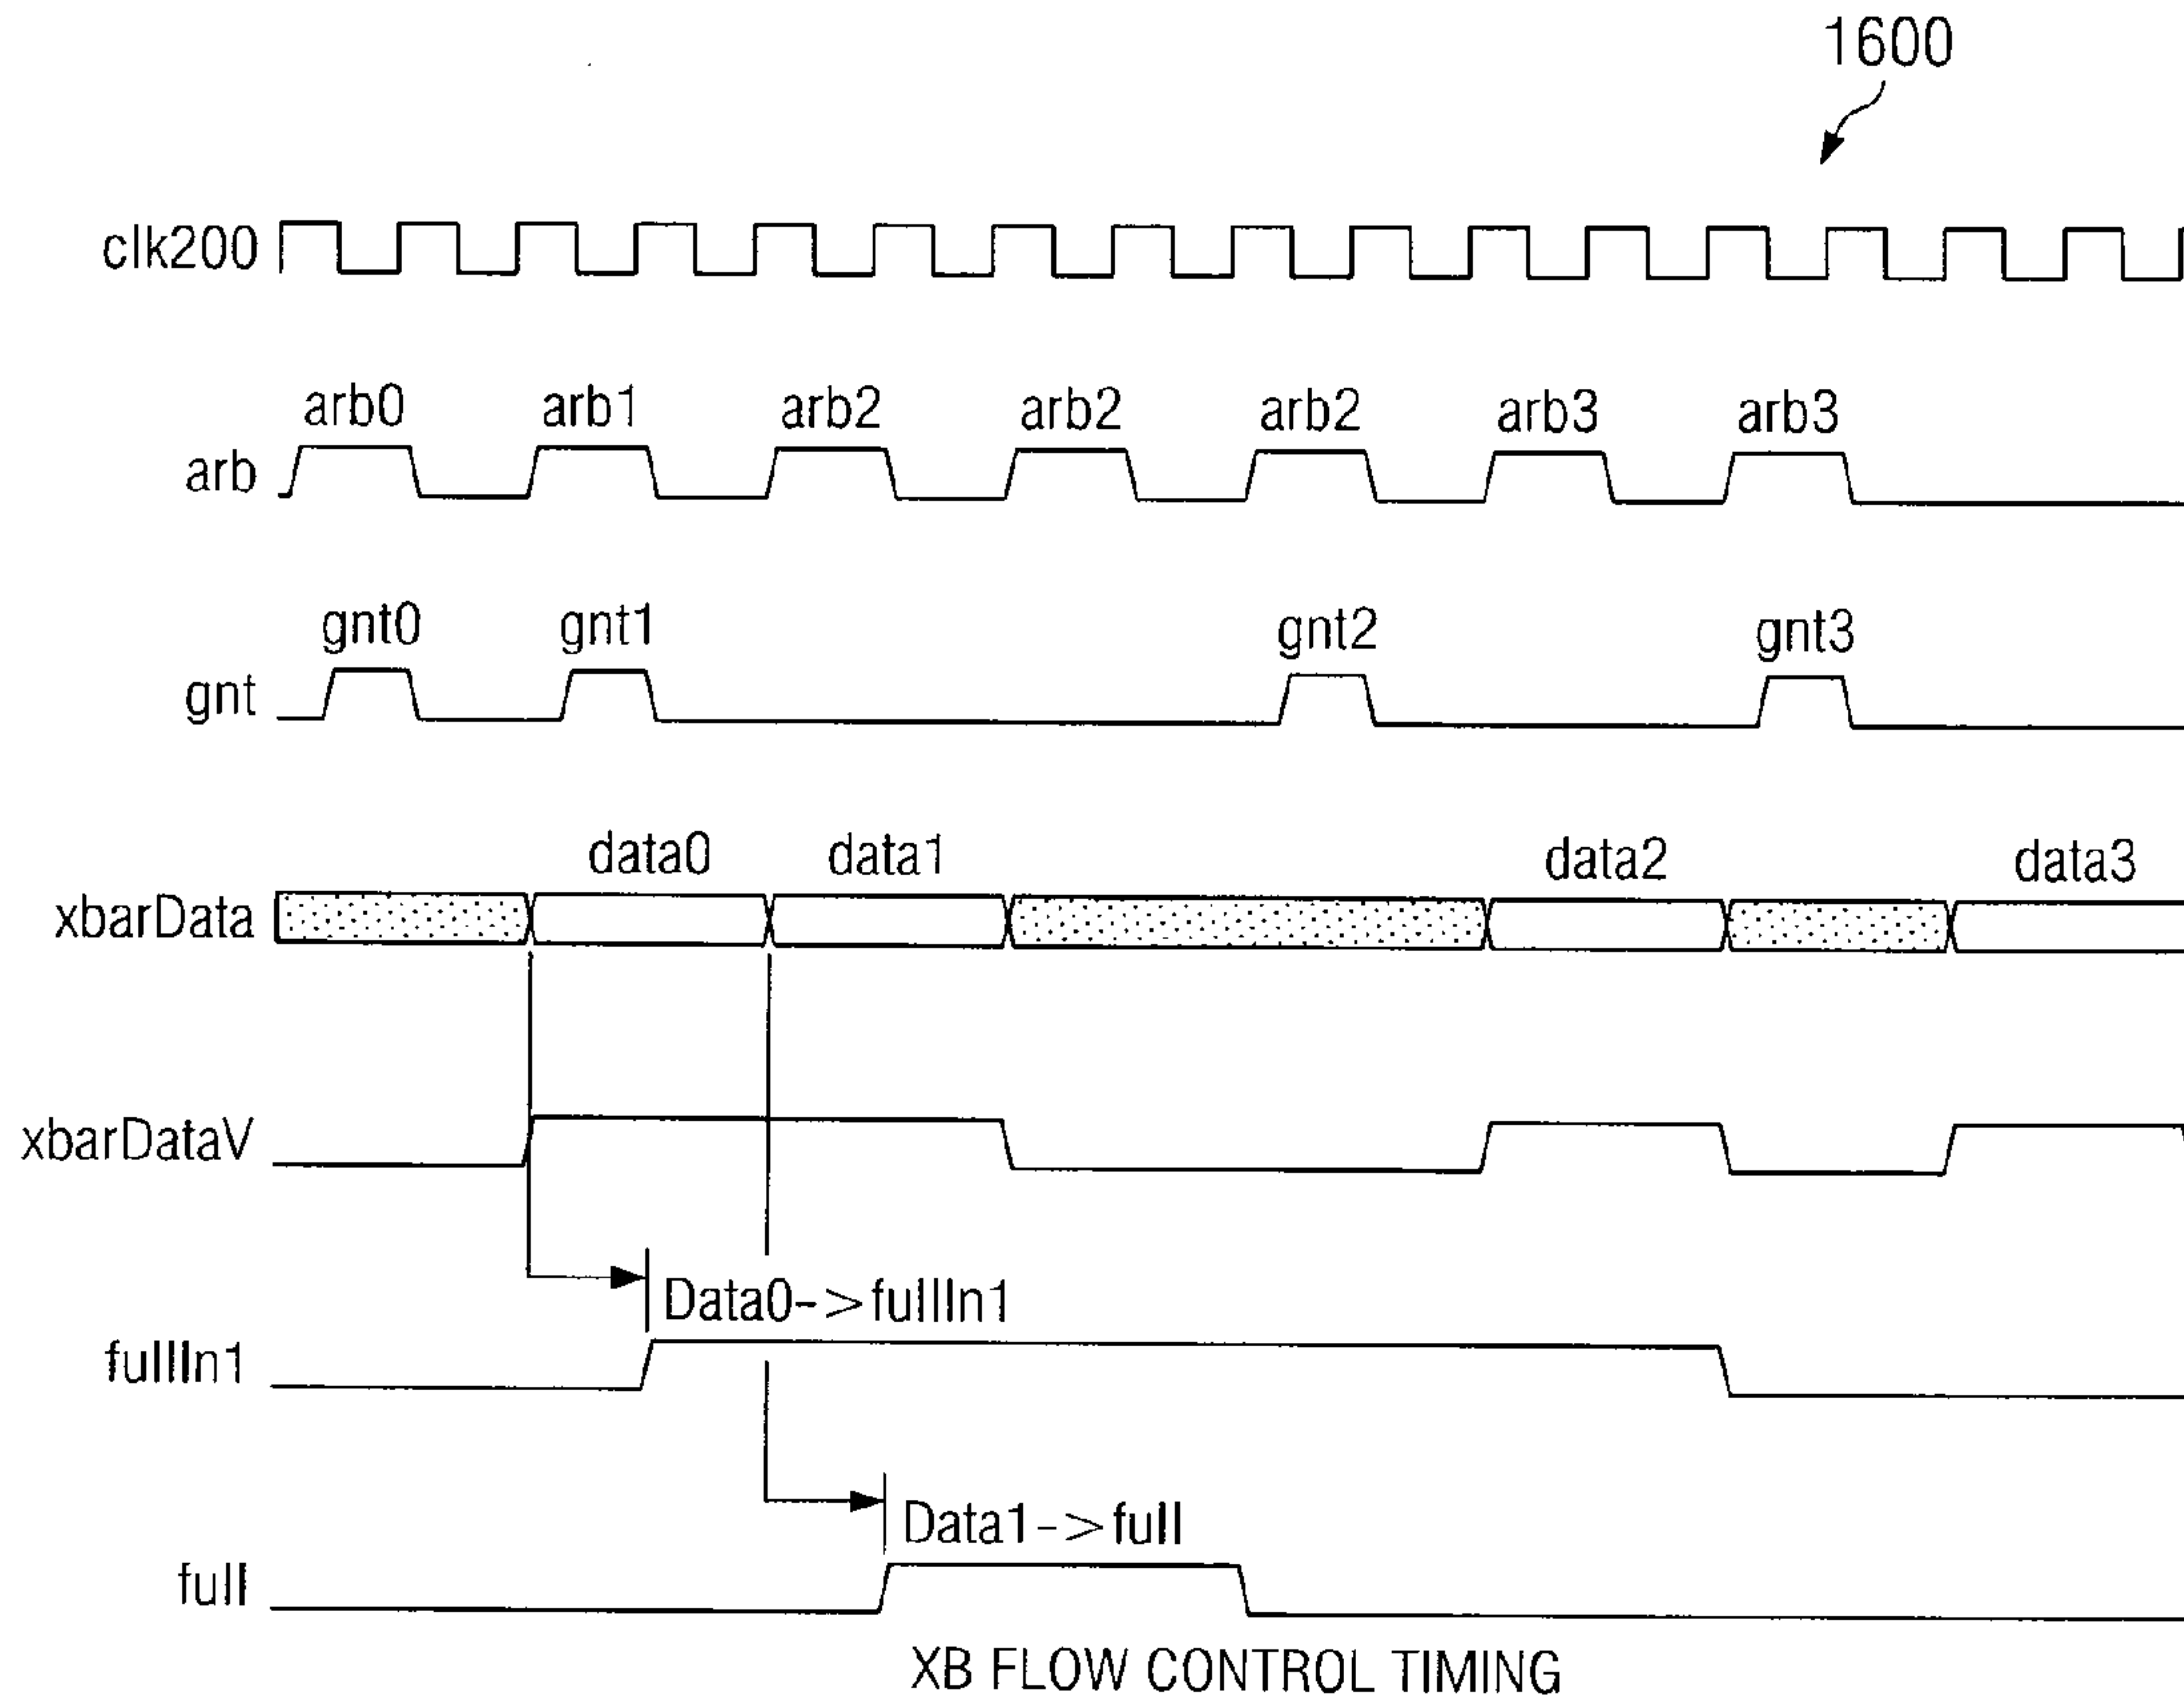 1600
clk200
arb0 arb1 arb2 arb2 arb2 arb3 arb3
arb
gnt0 gnt1 gnt2 gnt3
gnt
data0 data1 data2 data3
xbarData
xbarDataV
Data0->fullIn1
fullIn1
Data1->full
full
XB FLOW CONTROL TIMING